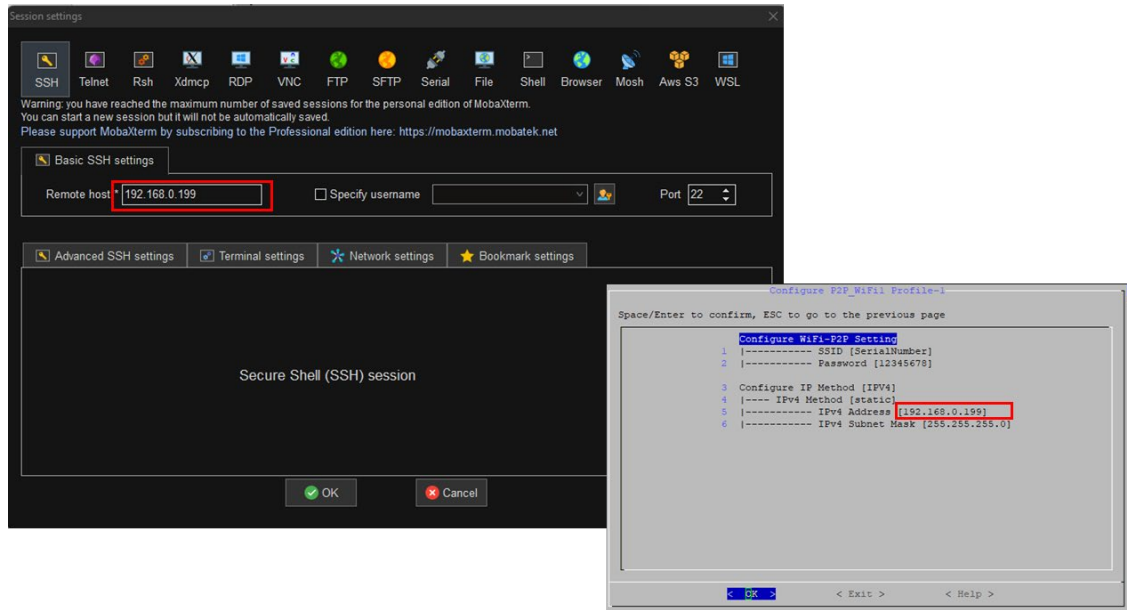 Session settings
SSH Telnet Rsh Xdmcp RDP VNC FTP SFTP Serial File Shell Browser Mosh Aws S3 WSL
Warning: you have reached the maximum number of saved sessions for the personal edition of MobaXterm.
You can start a new session but it will not be automatically saved.
Please support MobaXterm by subscribing to the Professional edition here: https://mobaxterm.mobatek.net
Basic SSH settings
Remote host * 192.168.0.199 Specify username Port 22
Advanced SSH settings Terminal settings Network settings Bookmark settings
Secure Shell (SSH) session
OK Cancel
Configure P2P_WiFi1 Profile-1
Space/Enter to confirm, ESC to go to the previous page
Configure WiFi-P2P Setting
1 |----------- SSID [SerialNumber]
2 |----------- Password [12345678]
3 Configure IP Method [IPV4]
4 |---- IPv4 Method [static]
5 |----------- IPv4 Address [192.168.0.199]
6 |----------- IPv4 Subnet Mask [255.255.255.0]
< OK > < Exit > < Help >